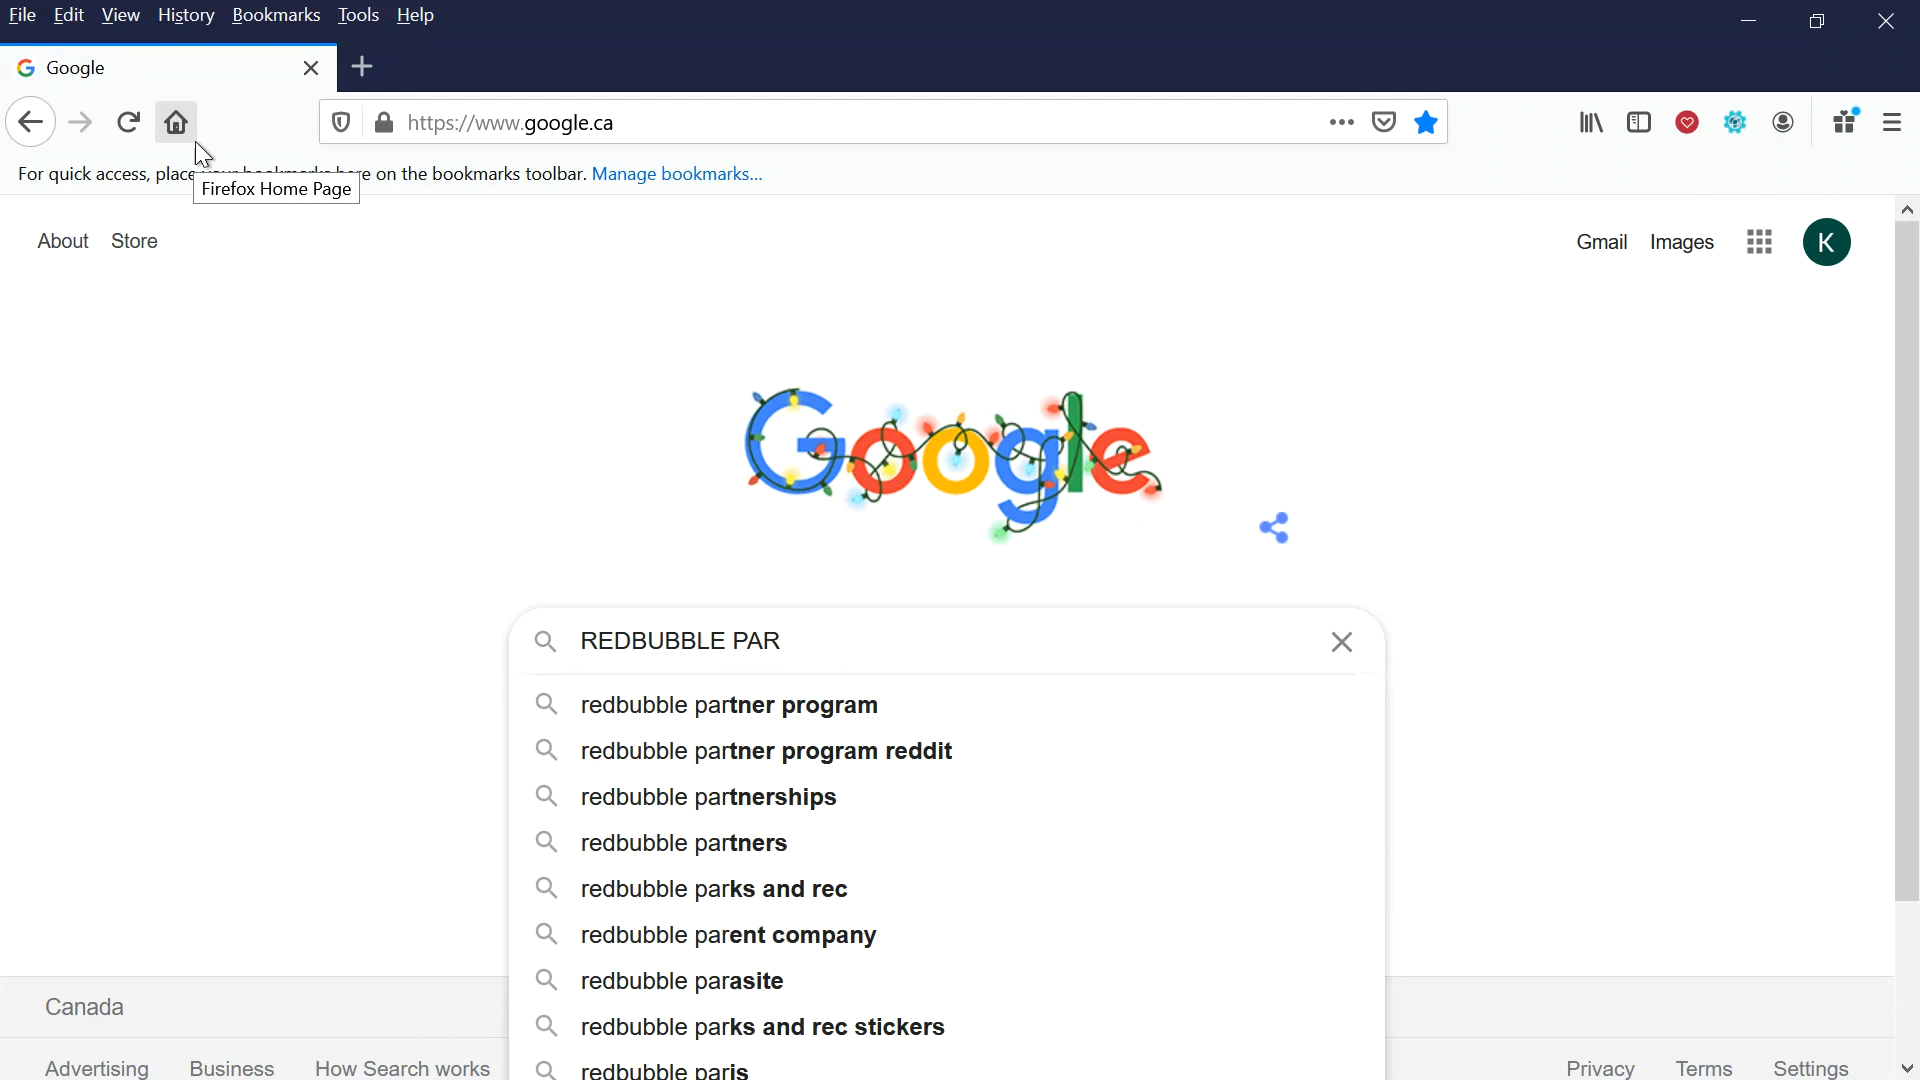 File Edit View History Bookmarks Tools Help
Google
https://www.google.ca
For quick access, place on the bookmarks toolbar. Manage bookmarks...
Firefox Home Page
About Store
Gmail Images K
Google
REDBUBBLE PAR
redbubble partner program
redbubble partner program reddit
redbubble partnerships
redbubble partners
redbubble parks and rec
redbubble parent company
redbubble parasite
redbubble parks and rec stickers
redbubble paris
Canada
Advertising Business How Search works
Privacy Terms Settings